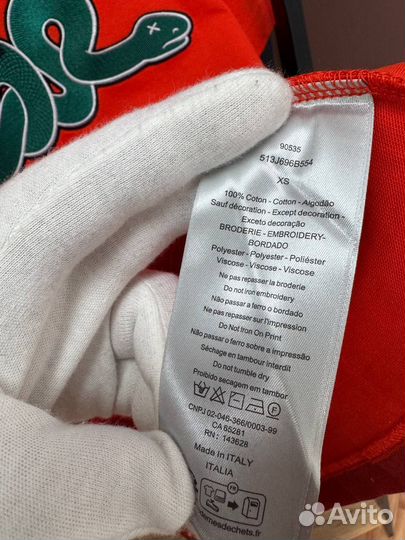 90535
513J696B554
XS
100% Coton - Cotton - Algodão
Sauf décoration - Except decoration -
Exceto decoração
BRODERIE - EMBROIDERY-
BORDADO
Polyester - Polyester - Poliéster
Viscose - Viscose - Viscose
Ne pas repasser la broderie
Do not iron embroidery
Não passar a ferro o bordado
Ne pas repasser sur l'impression
Do Not Iron On Print
Não passar a ferro sobre a impressão
Séchage en tambour interdit
Do not tumble dry
Proibido secagem em tambor
CNPJ 02-046-366/0003-99
CA 65281
RN : 143628
Made in ITALY
ITALIA
FR
Avito